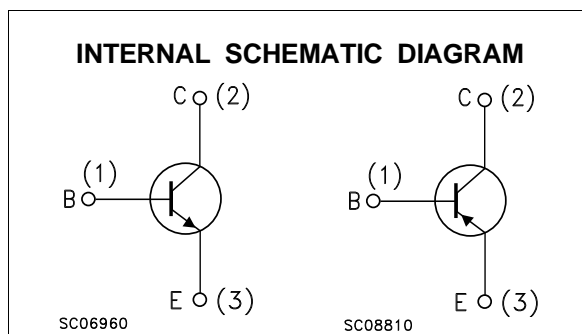 INTERNAL SCHEMATIC DIAGRAM
C (2)
(1)
B
E (3)
SC06960
C (2)
(1)
B
E (3)
SC08810